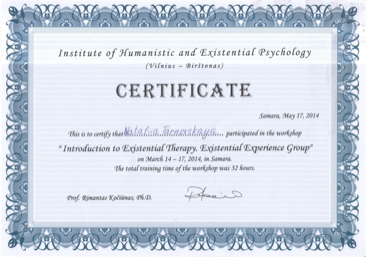 Institute of Humanistic and Existential Psychology
(Vilnius – Birštonas)
CERTIFICATE
Samara, May 17, 2014
This is to certify that Natalia participated in the workshop
"Introduction to Existential Therapy. Existential Experience Group"
on March 14 – 17, 2014, in Samara.
The total training time of the workshop was 32 hours.
Prof. Rimantas Kočiūnas, Ph.D.